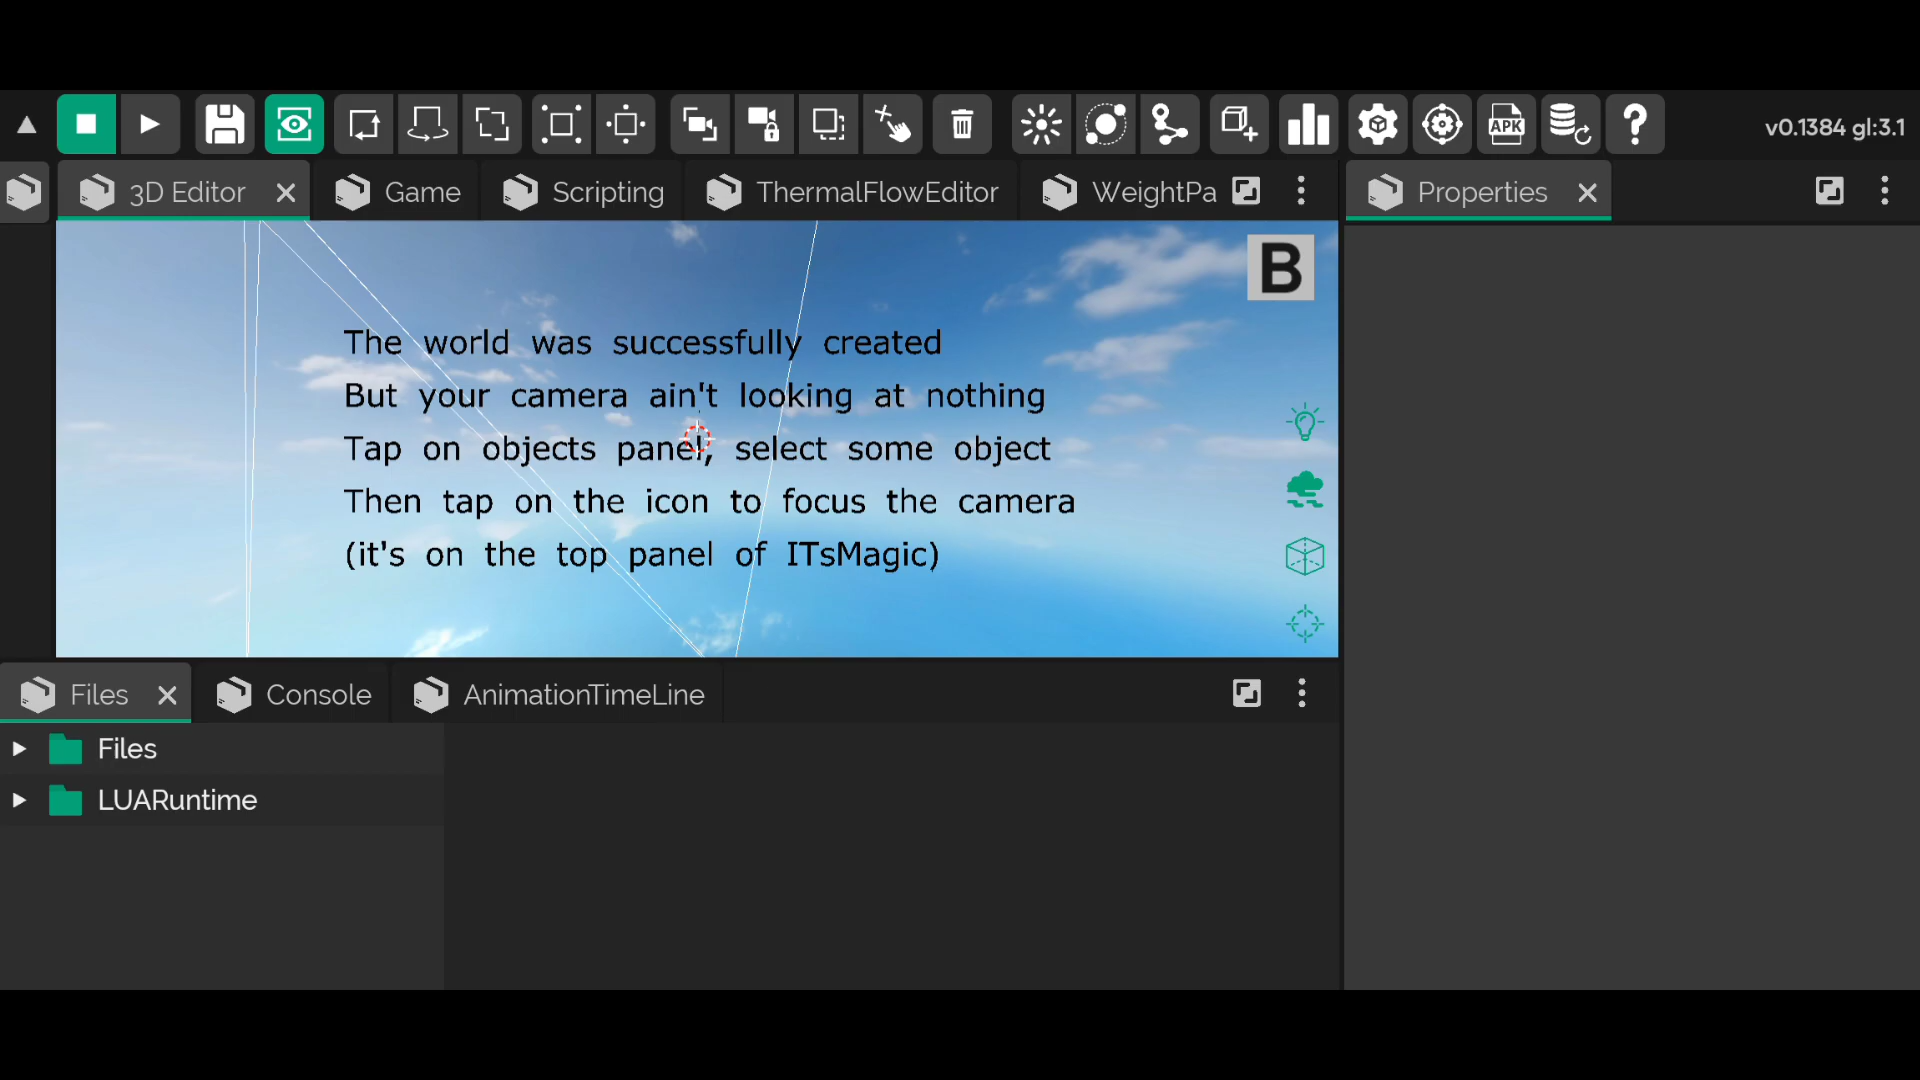 APK
v0.1384 gl:3.1
3D Editor
Game
Scripting
ThermalFlowEditor
WeightPa
Properties
B
The world was successfully created
But your camera ain't looking at nothing
Tap on objects panel, select some object
Then tap on the icon to focus the camera
(it's on the top panel of ITsMagic)
Files
Console
AnimationTimeLine
Files
LUARuntime